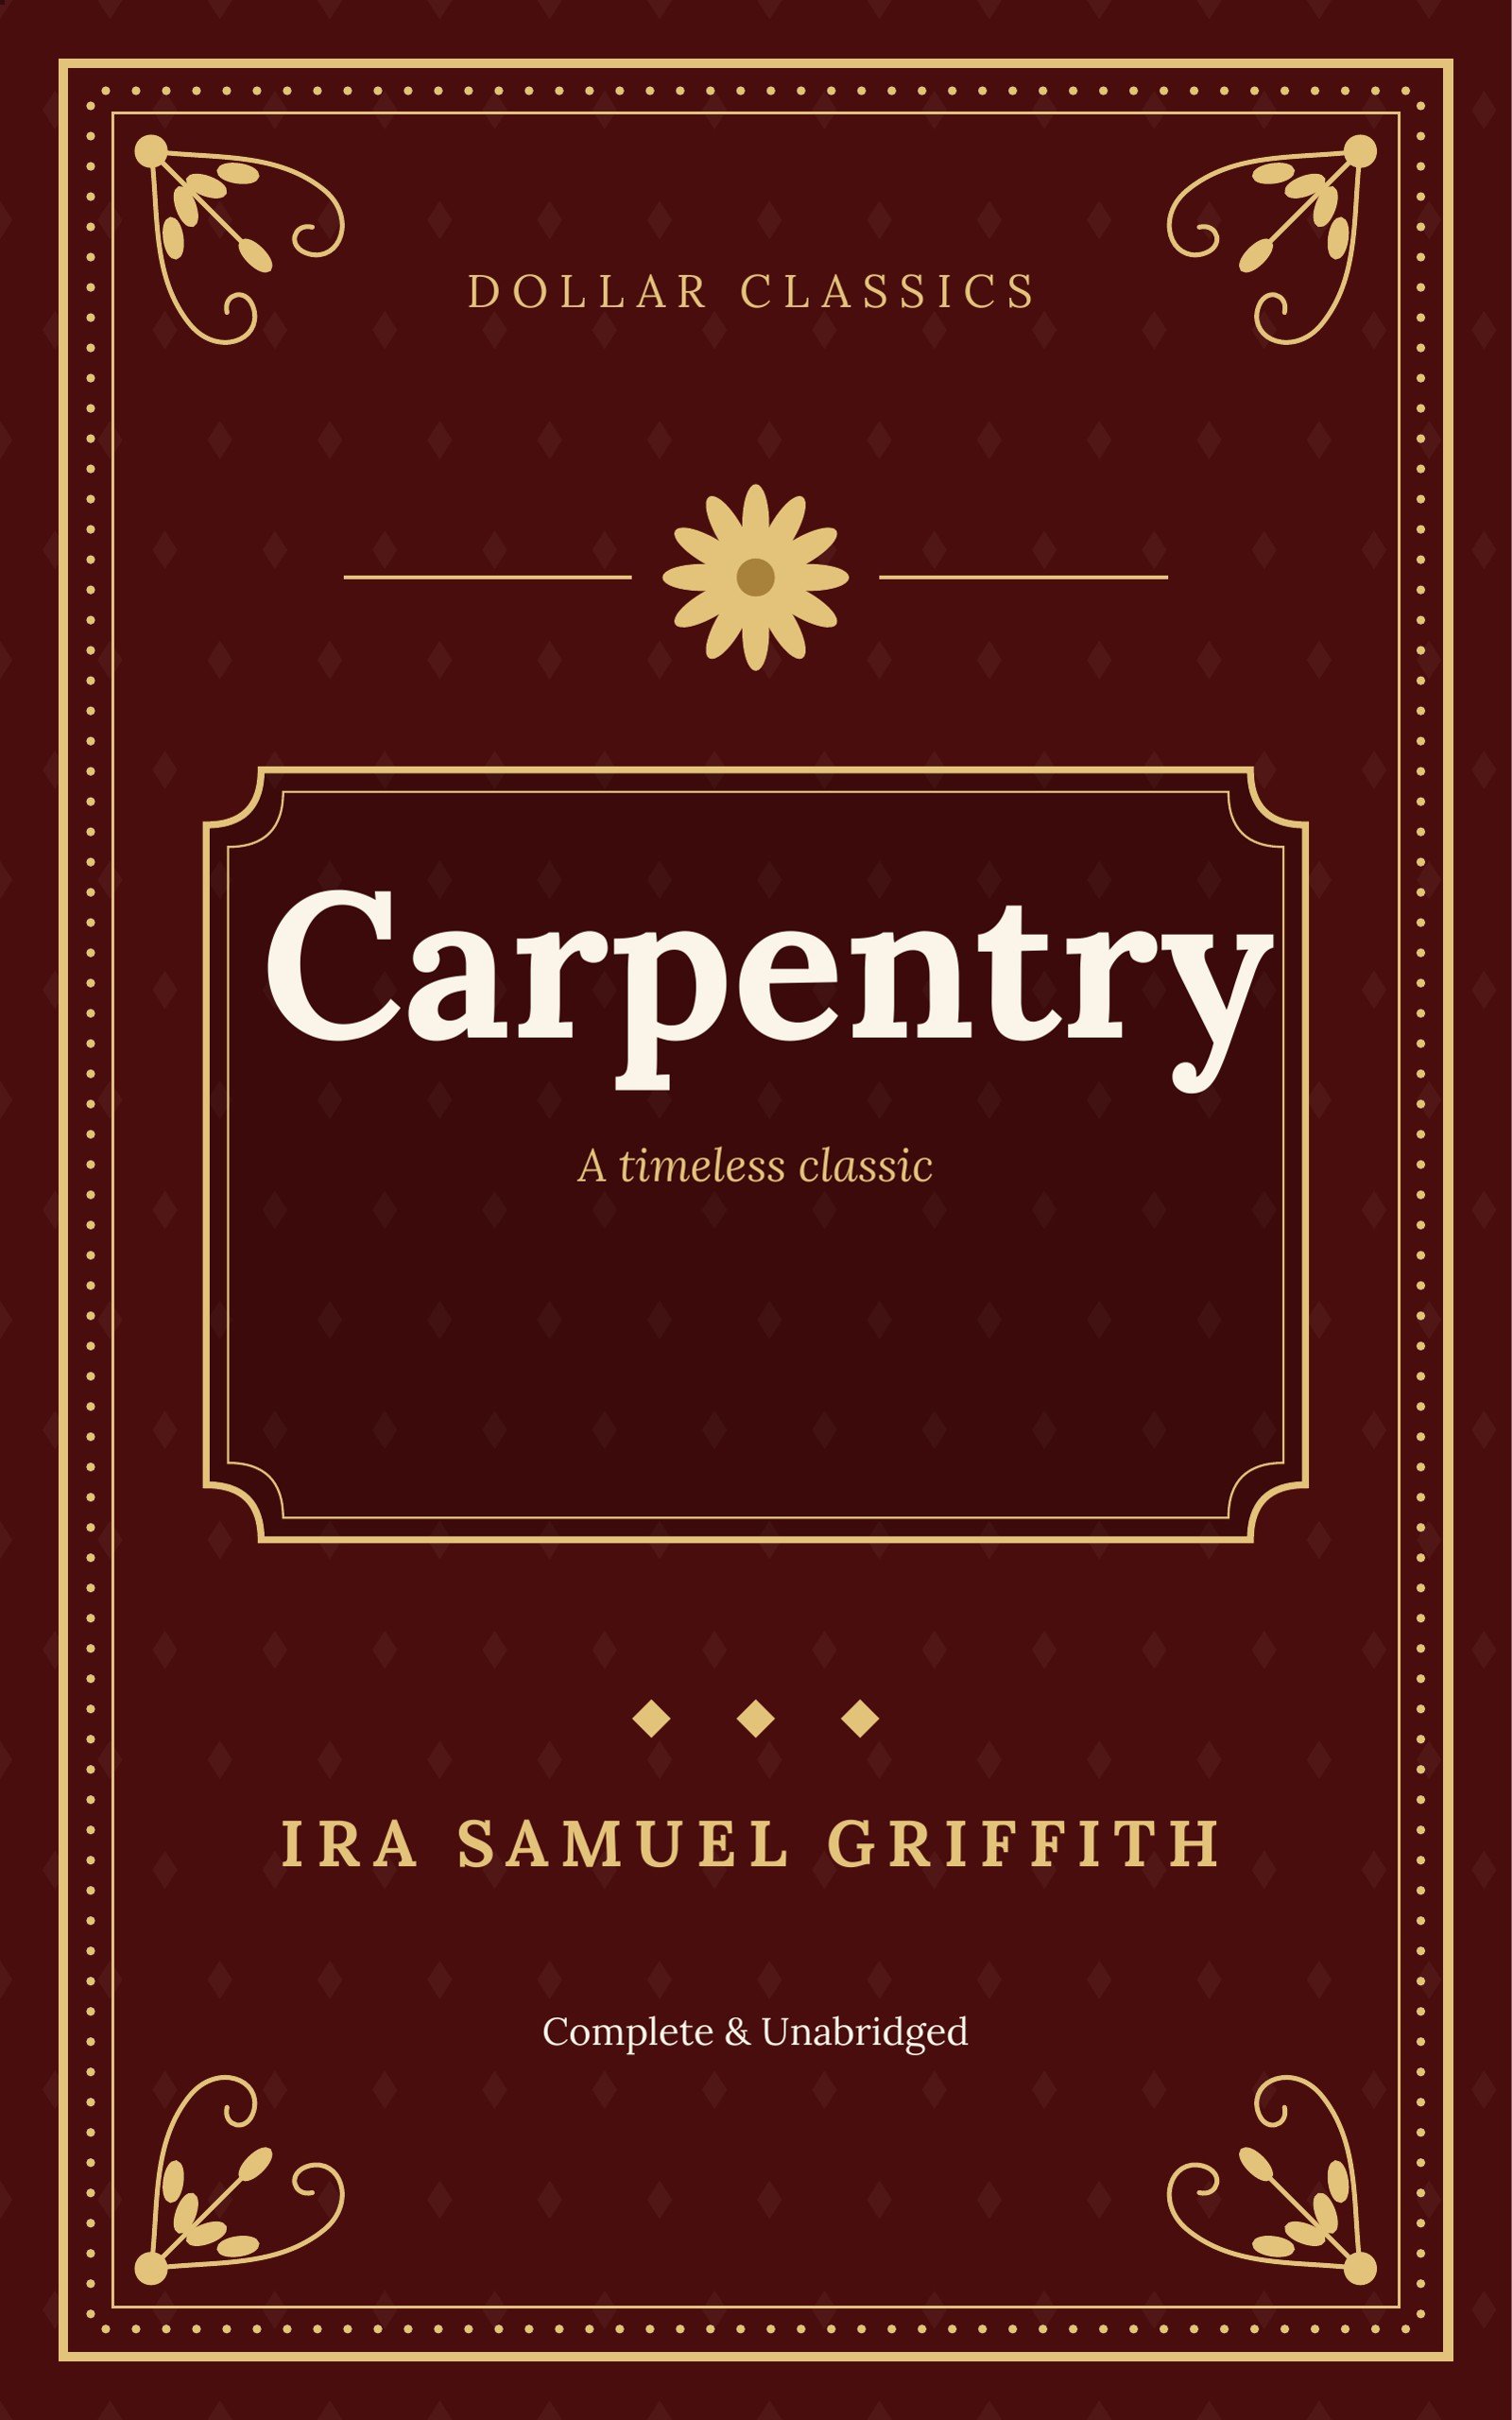 DOLLAR CLASSICS
Carpentry
A timeless classic
IRA SAMUEL GRIFFITH
Complete & Unabridged